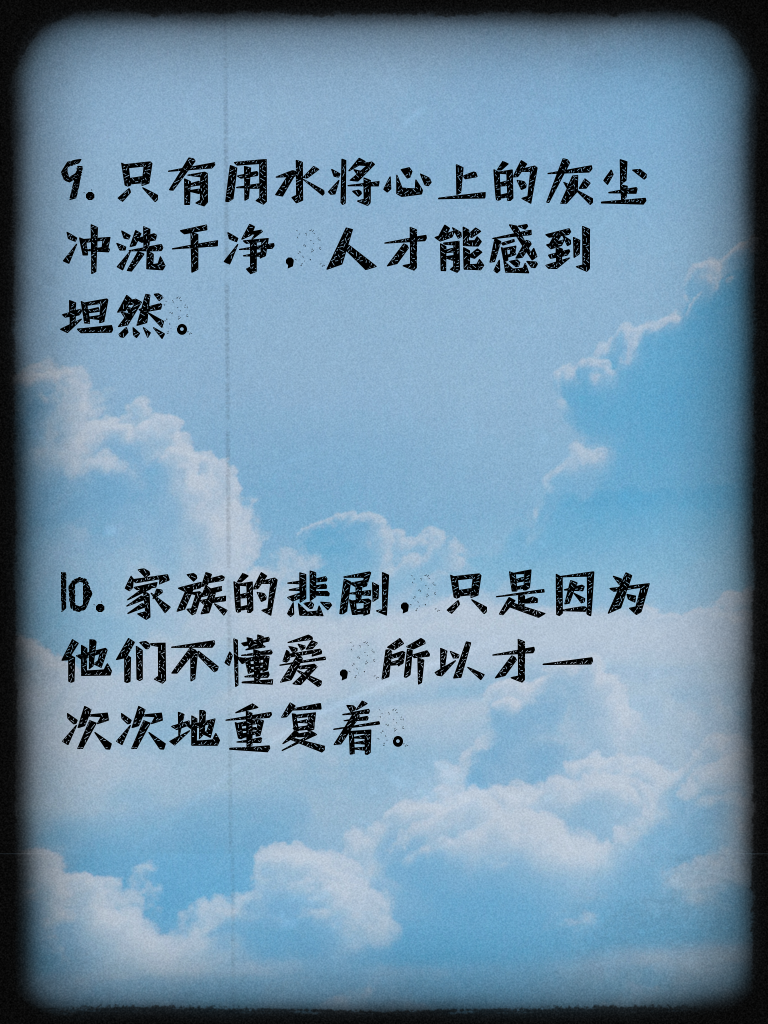 9.只有用水将心上的灰尘
冲洗干净，人才能感到
坦然。
10.家族的悲剧，只是因为
他们不懂爱，所以才一
次次地重复着。